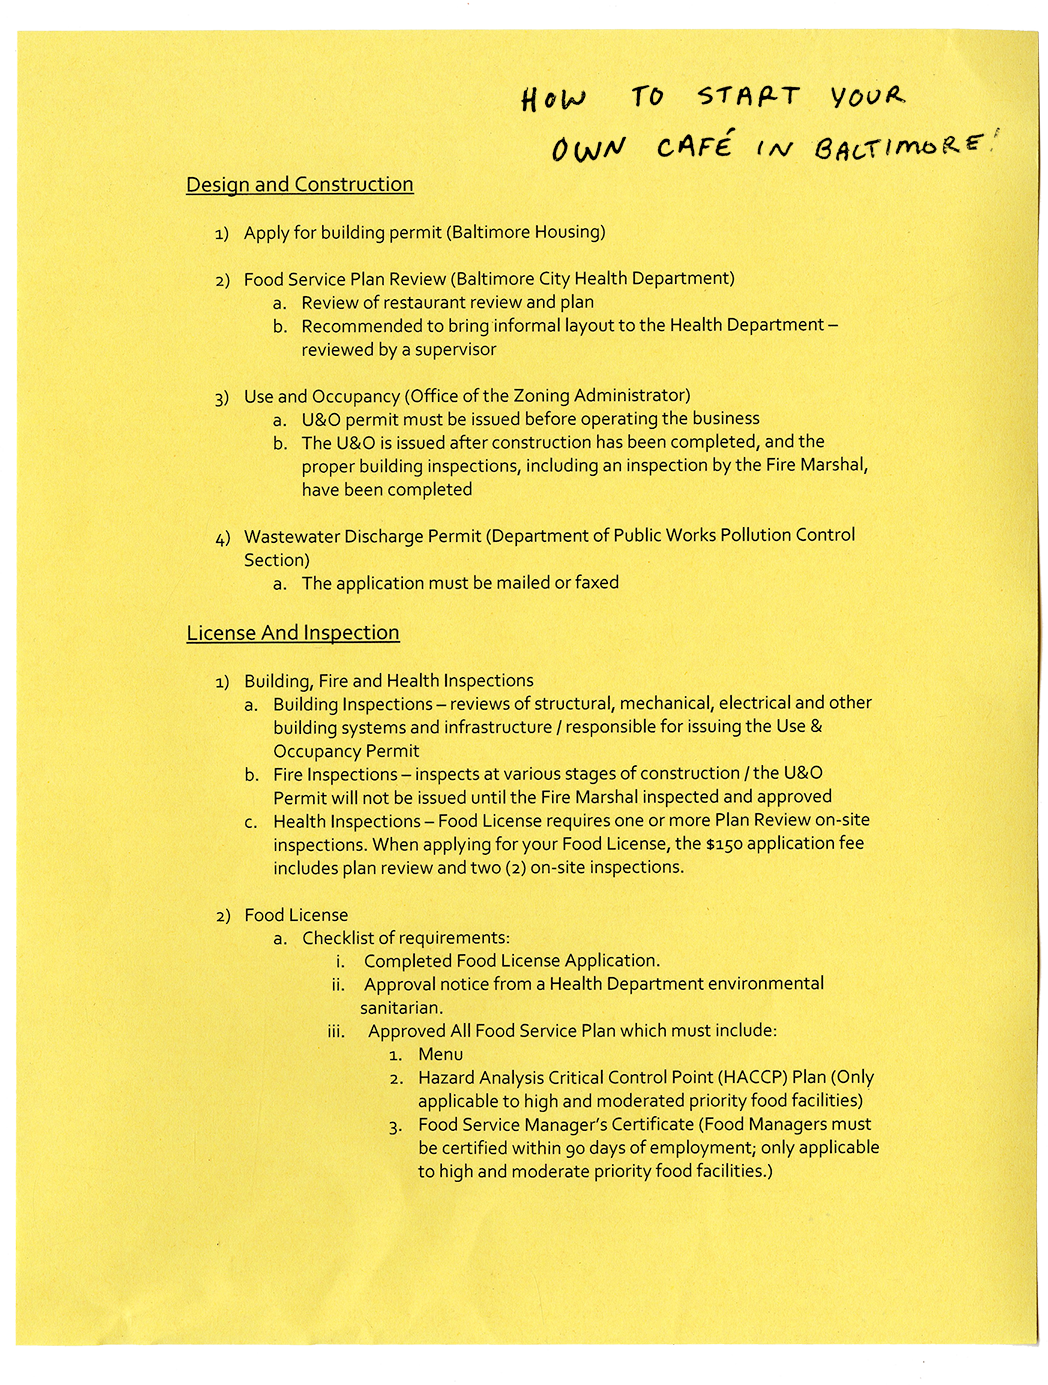 HOW TO START YOUR
OWN CAFÉ IN BALTIMORE!
Design and Construction
1) Apply for building permit (Baltimore Housing)
2) Food Service Plan Review (Baltimore City Health Department)
a. Review of restaurant review and plan
b. Recommended to bring informal layout to the Health Department –
reviewed by a supervisor
3) Use and Occupancy (Office of the Zoning Administrator)
a. U&O permit must be issued before operating the business
b. The U&O is issued after construction has been completed, and the
proper building inspections, including an inspection by the Fire Marshal,
have been completed
4) Wastewater Discharge Permit (Department of Public Works Pollution Control
Section)
a. The application must be mailed or faxed
License And Inspection
1) Building, Fire and Health Inspections
a. Building Inspections – reviews of structural, mechanical, electrical and other
building systems and infrastructure / responsible for issuing the Use &
Occupancy Permit
b. Fire Inspections – inspects at various stages of construction / the U&O
Permit will not be issued until the Fire Marshal inspected and approved
c. Health Inspections – Food License requires one or more Plan Review on-site
inspections. When applying for your Food License, the $150 application fee
includes plan review and two (2) on-site inspections.
2) Food License
a. Checklist of requirements:
i. Completed Food License Application.
ii. Approval notice from a Health Department environmental
sanitarian.
iii. Approved All Food Service Plan which must include:
1. Menu
2. Hazard Analysis Critical Control Point (HACCP) Plan (Only
applicable to high and moderated priority food facilities)
3. Food Service Manager's Certificate (Food Managers must
be certified within 90 days of employment; only applicable
to high and moderate priority food facilities.)